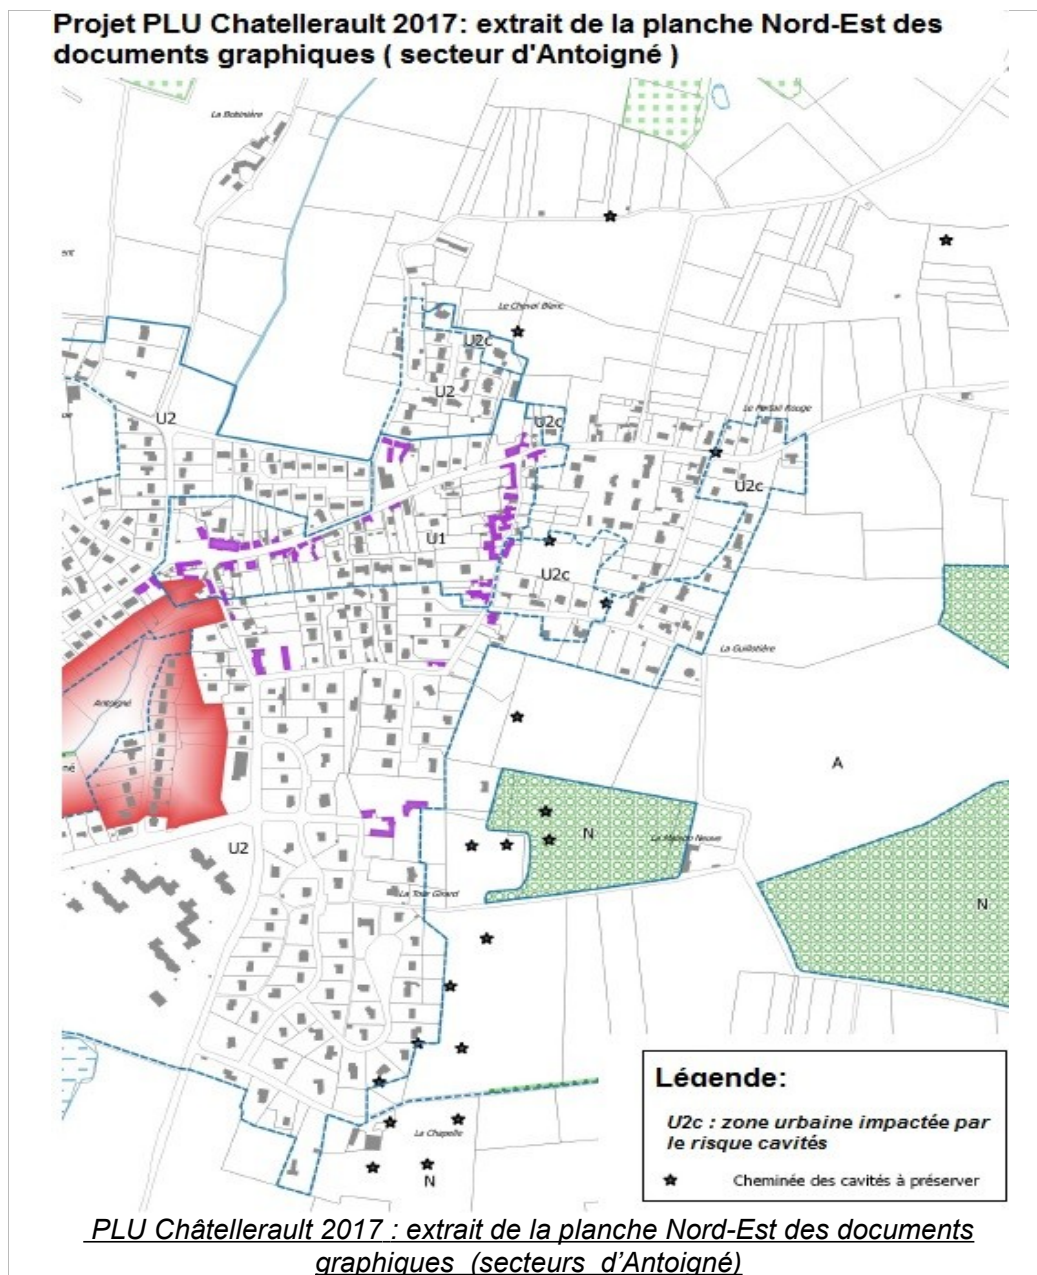 Projet PLU Chatellerault 2017: extrait de la planche Nord-Est des
documents graphiques ( secteur d'Antoigné )
La Bobinière
ent
Le Cheval Blanc
U2c
U2
Le Portail Rouge
U2c
U2
U2c
U1
U2c
La Guillotière
Antoigné
A
né
N
La Maison Neuve
U2
La Tour Girard
N
Légende:
U2c : zone urbaine impactée par
le risque cavités
La Chapelle
Cheminée des cavités à préserver
N
PLU Châtellerault 2017 : extrait de la planche Nord-Est des documents
graphiques (secteurs d'Antoigné)